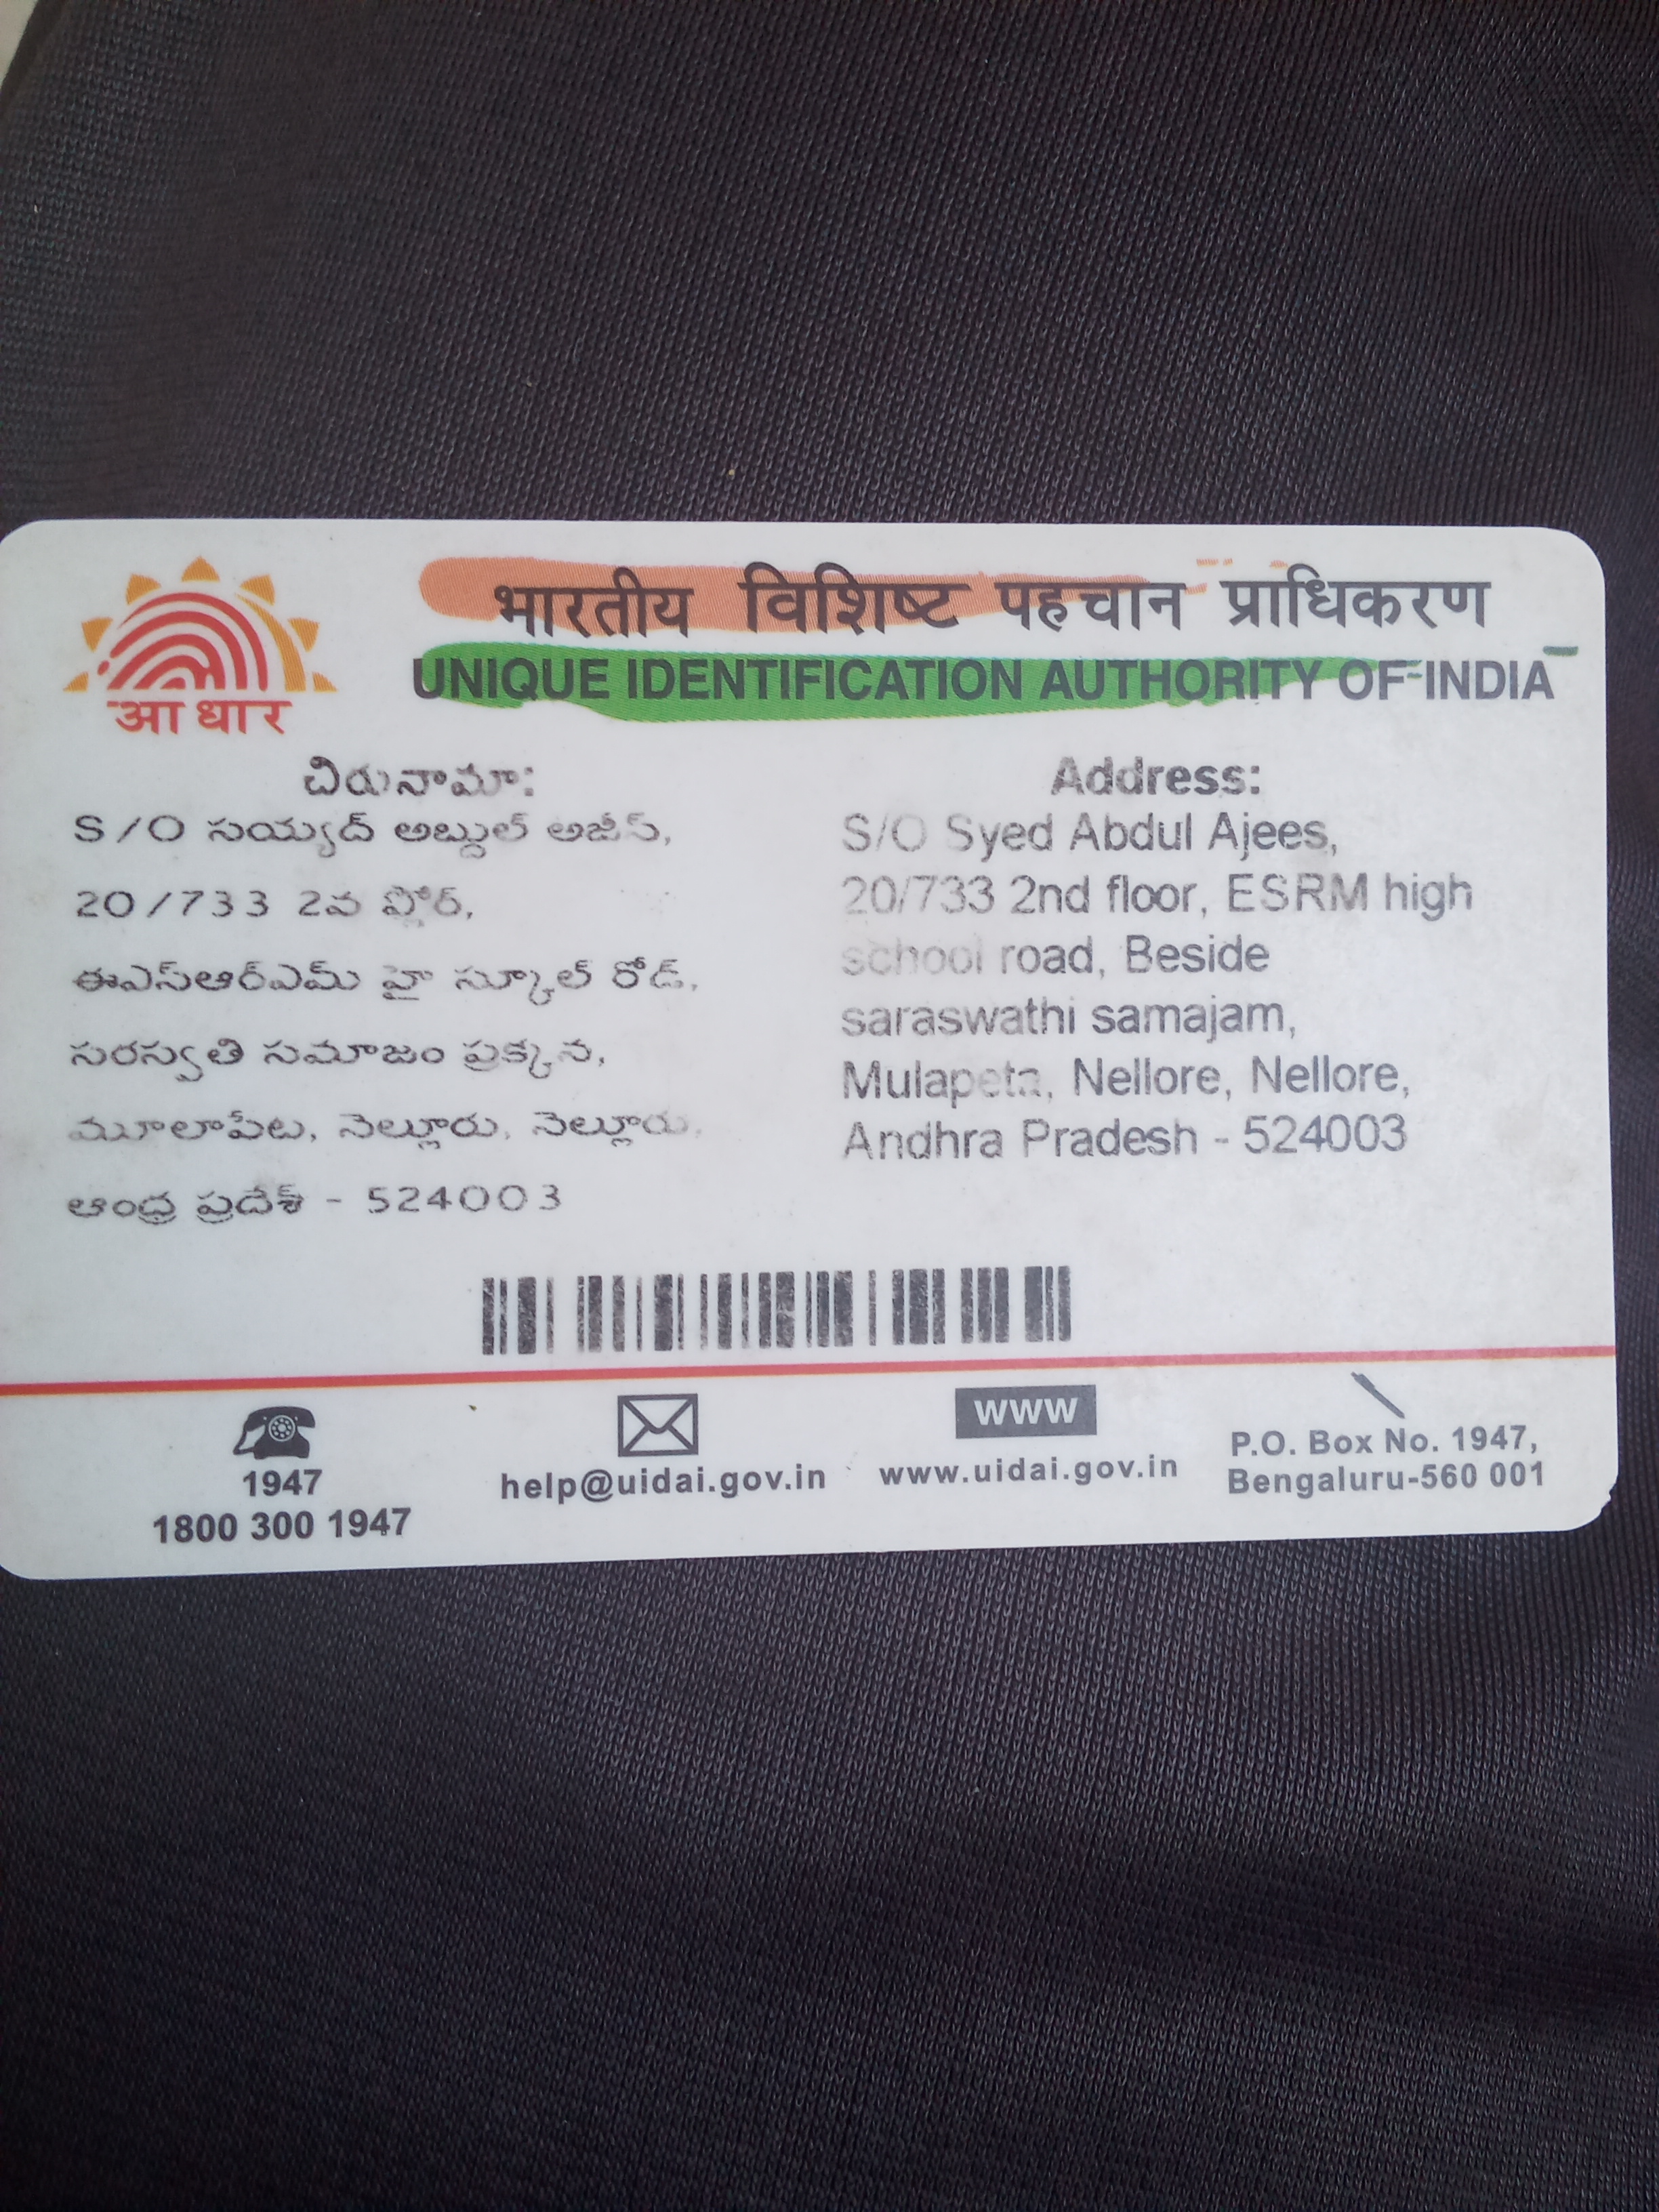 भारतीय विशिष्ट पहचान प्राधिकरण
UNIQUE IDENTIFICATION AUTHORITY OF INDIA
आधार
చిరునామా:
S/O సయ్యద్ అబ్దుల్ అజీస్,
20/733 2వ ఫ్లోర్,
ఈఎస్ఆర్ఎమ్ హై స్కూల్ రోడ్,
సరస్వతి సమాజం ప్రక్కన,
మూలాపేట, నెల్లూరు, నెల్లూరు,
ఆంధ్ర ప్రదేశ్ - 524003
Address:
S/O Syed Abdul Ajees,
20/733 2nd floor, ESRM high
school road, Beside
saraswathi samajam,
Mulapeta, Nellore, Nellore,
Andhra Pradesh - 524003
1947
1800 300 1947
help@uidai.gov.in
WWW
www.uidai.gov.in
P.O. Box No. 1947,
Bengaluru-560 001